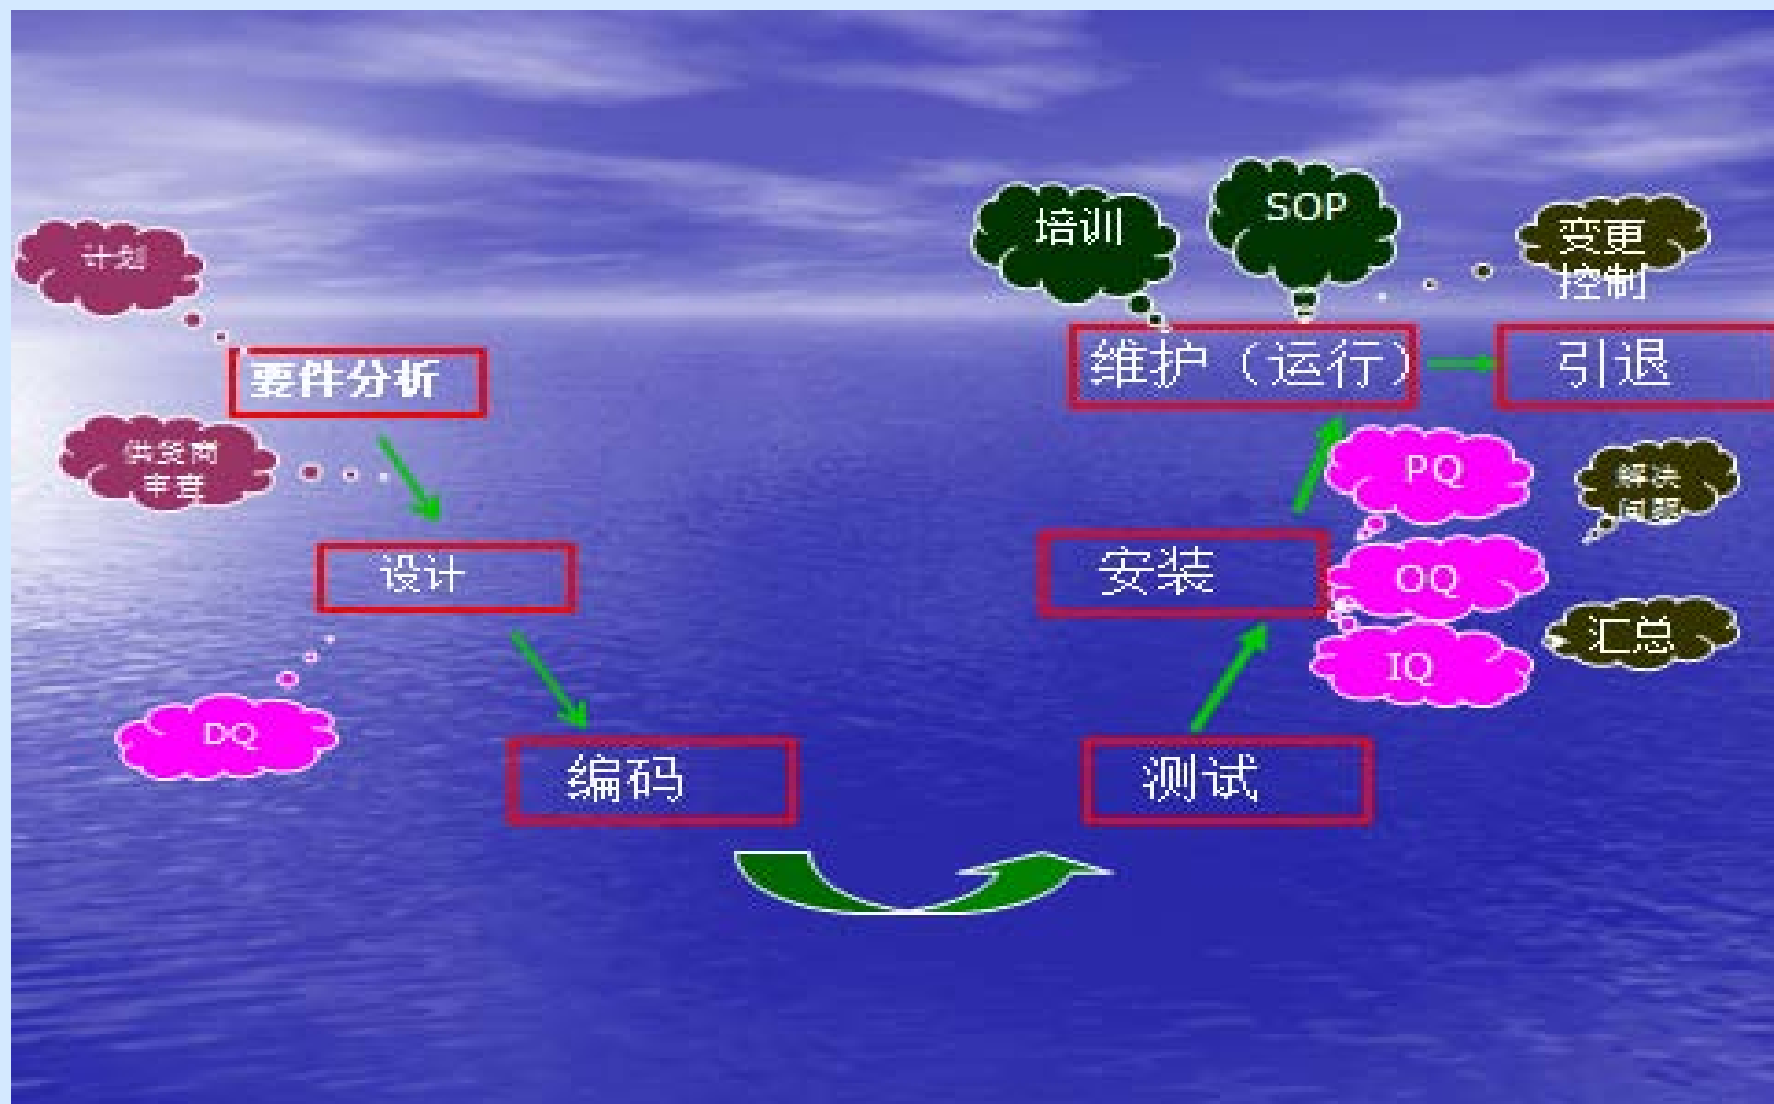 计划
培训
SOP
变更
控制
要件分析
维护（运行）
引退
供货商
审查
PQ
解决
问题
设计
安装
OQ
汇总
IQ
DQ
编码
测试